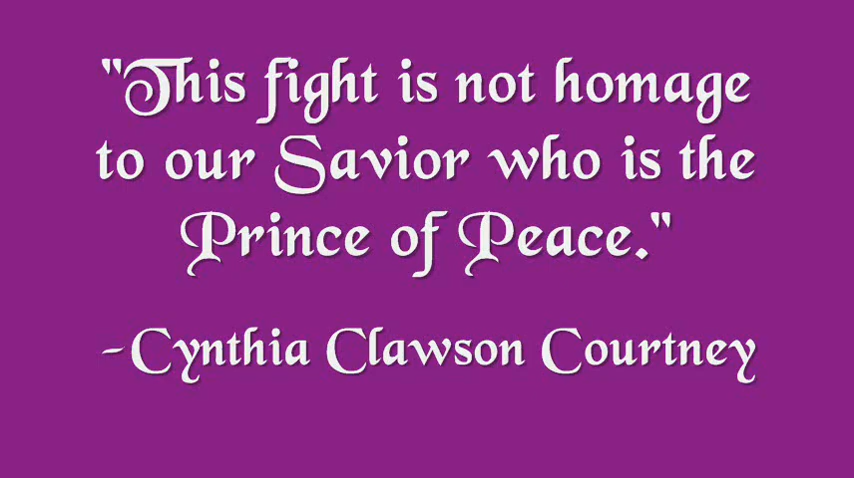 "This fight is not homage
to our Savior who is the
Prince of Peace."
-Cynthia Clawson Courtney